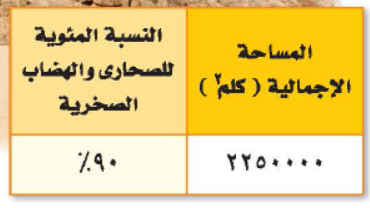 المساحة
الإجمالية ( كلم٢ )
النسبة المئوية
للصحارى والهضاب
الصخرية
٢٢٥٠٠٠٠
٩٠٪